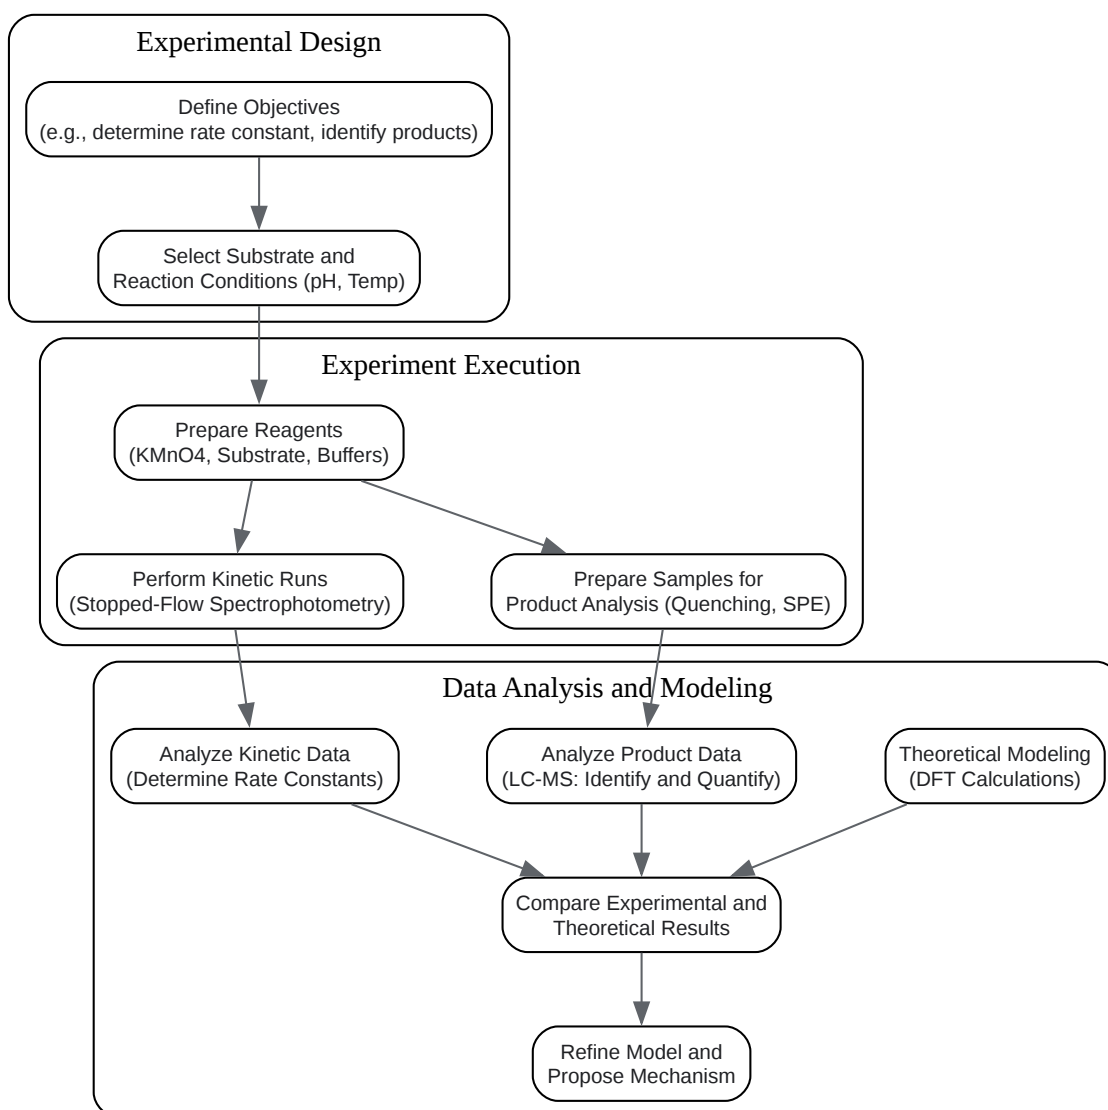 Experimental Design
Define Objectives
(e.g., determine rate constant, identify products)
Select Substrate and
Reaction Conditions (pH, Temp)
Experiment Execution
Prepare Reagents
(KMnO4, Substrate, Buffers)
Perform Kinetic Runs
(Stopped-Flow Spectrophotometry)
Prepare Samples for
Product Analysis (Quenching, SPE)
Data Analysis and Modeling
Analyze Kinetic Data
(Determine Rate Constants)
Analyze Product Data
(LC-MS: Identify and Quantify)
Theoretical Modeling
(DFT Calculations)
Compare Experimental and
Theoretical Results
Refine Model and
Propose Mechanism